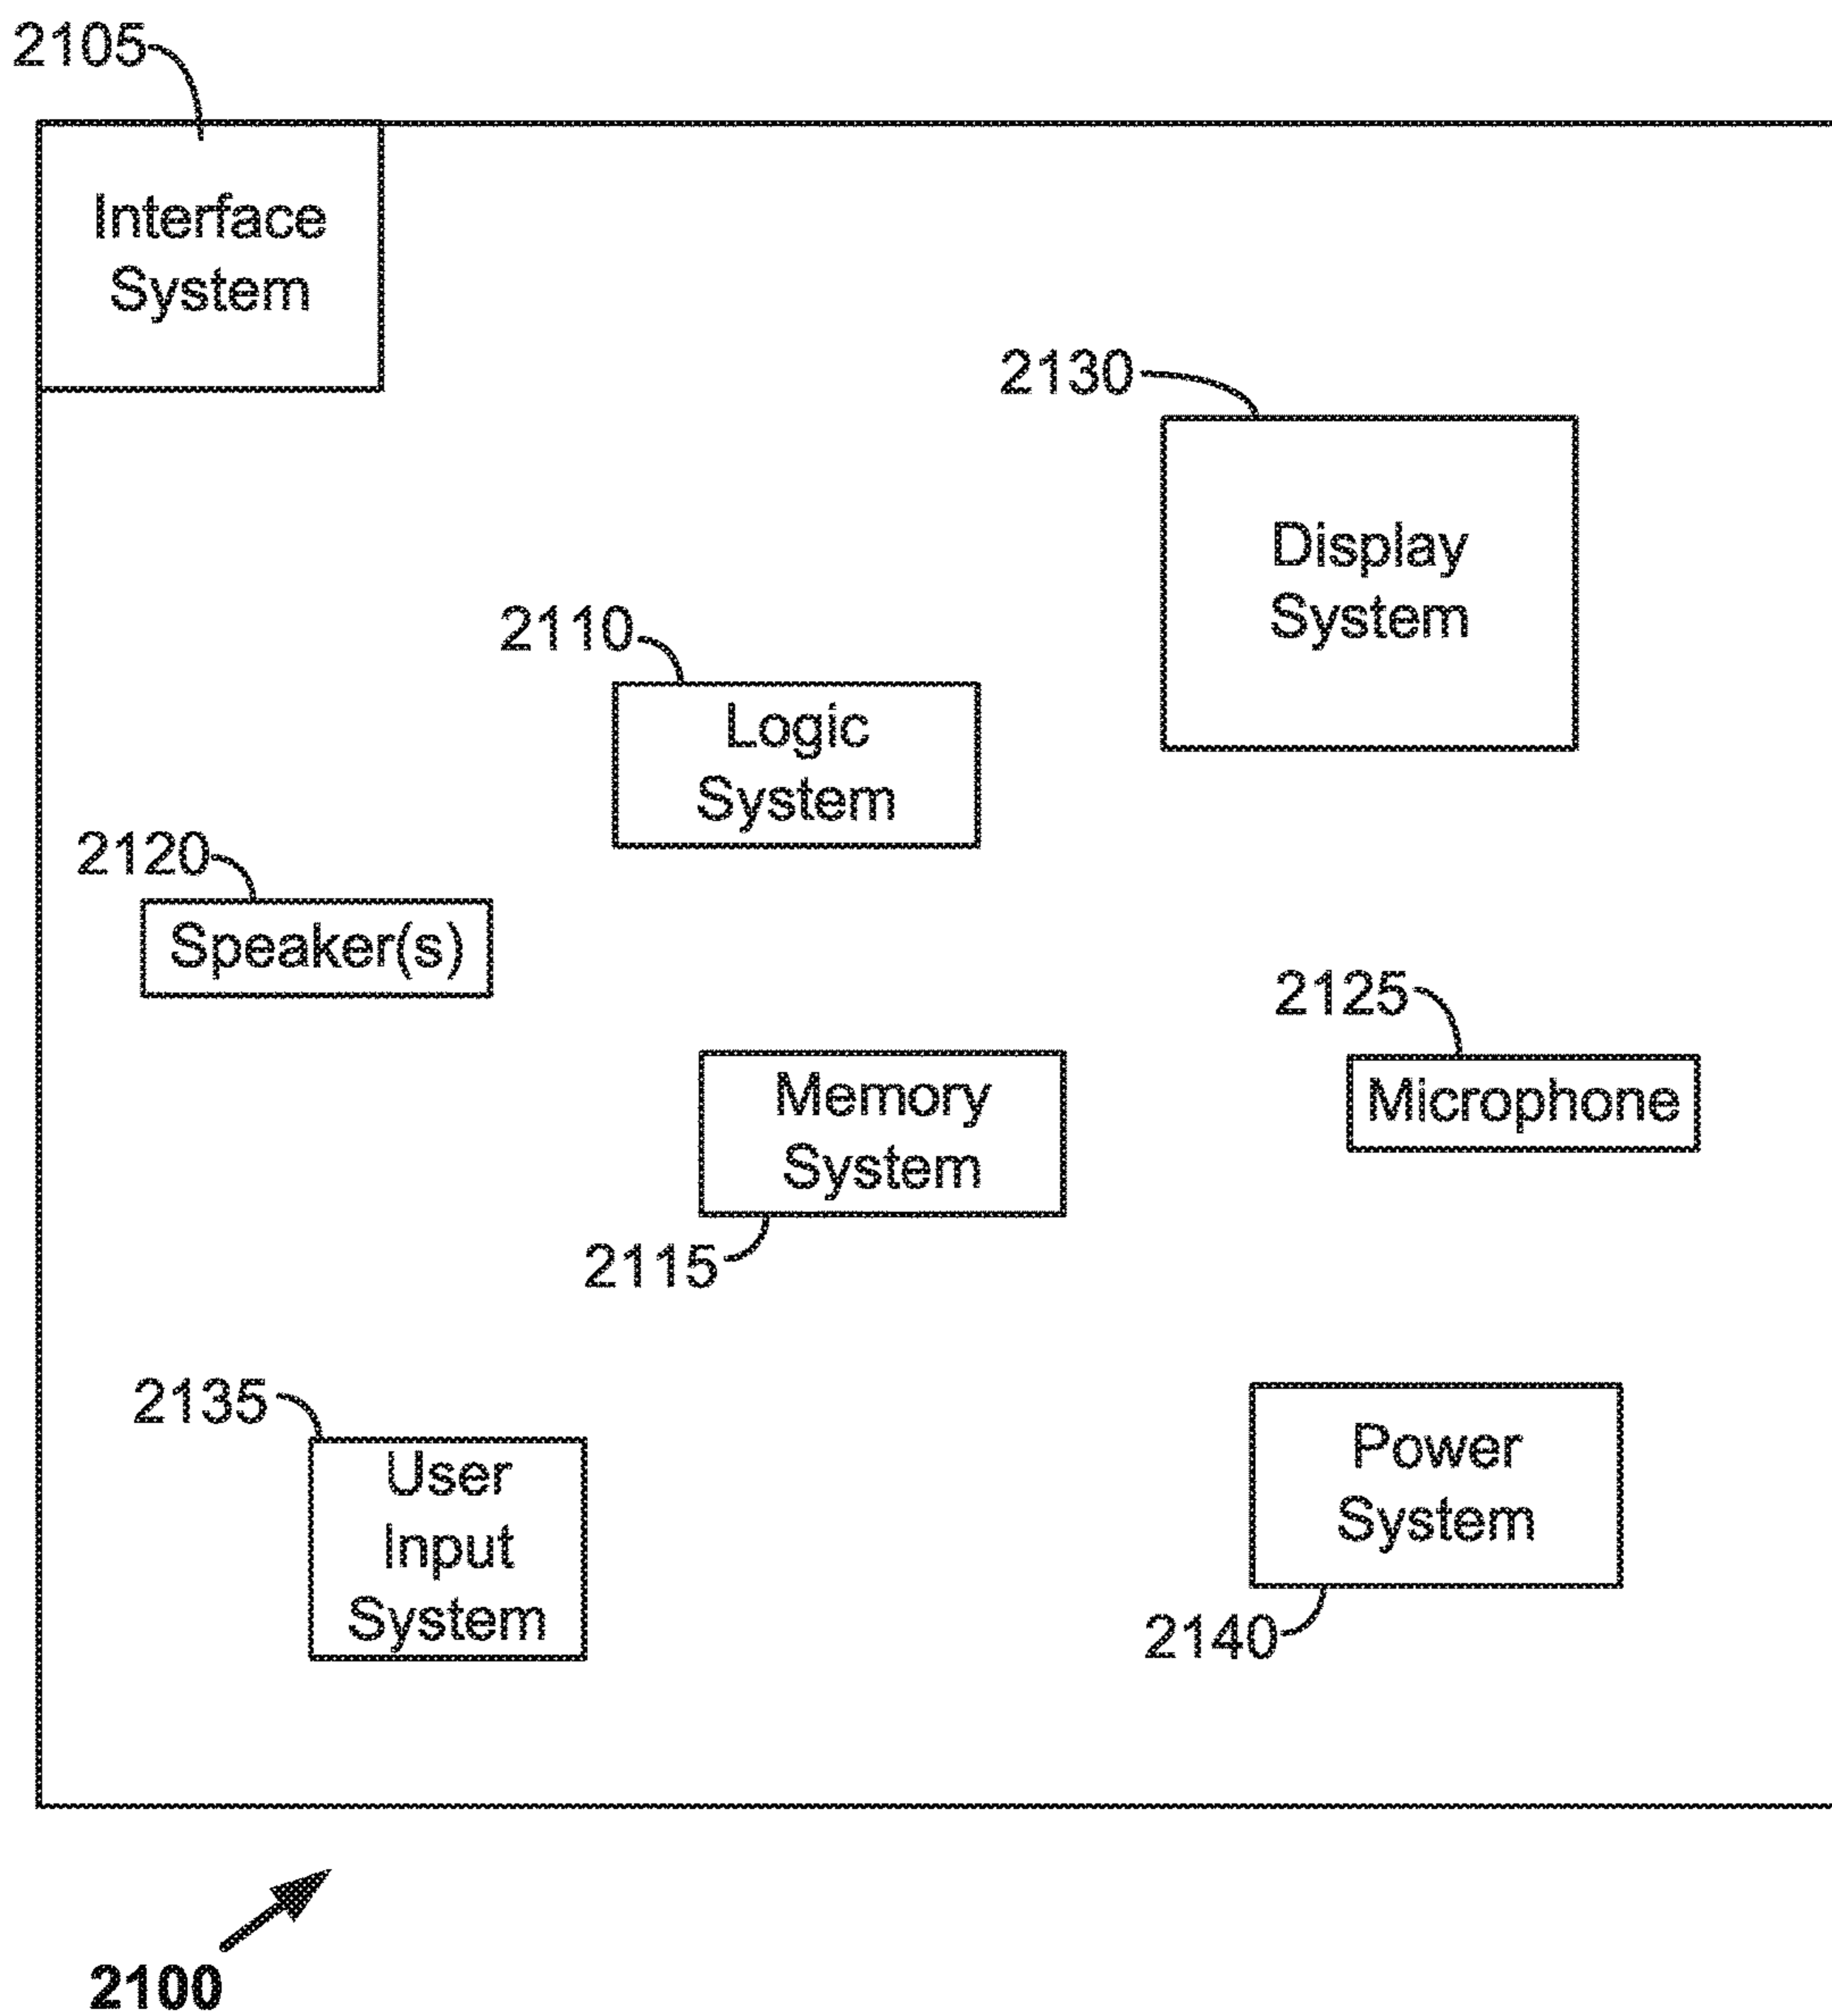 2105
Interface
System
2130
Display
System
2110
Logic
System
2120
Speaker(s)
2125
Microphone
Memory
System
2115
2135
User
Input
System
Power
System
2140
2100